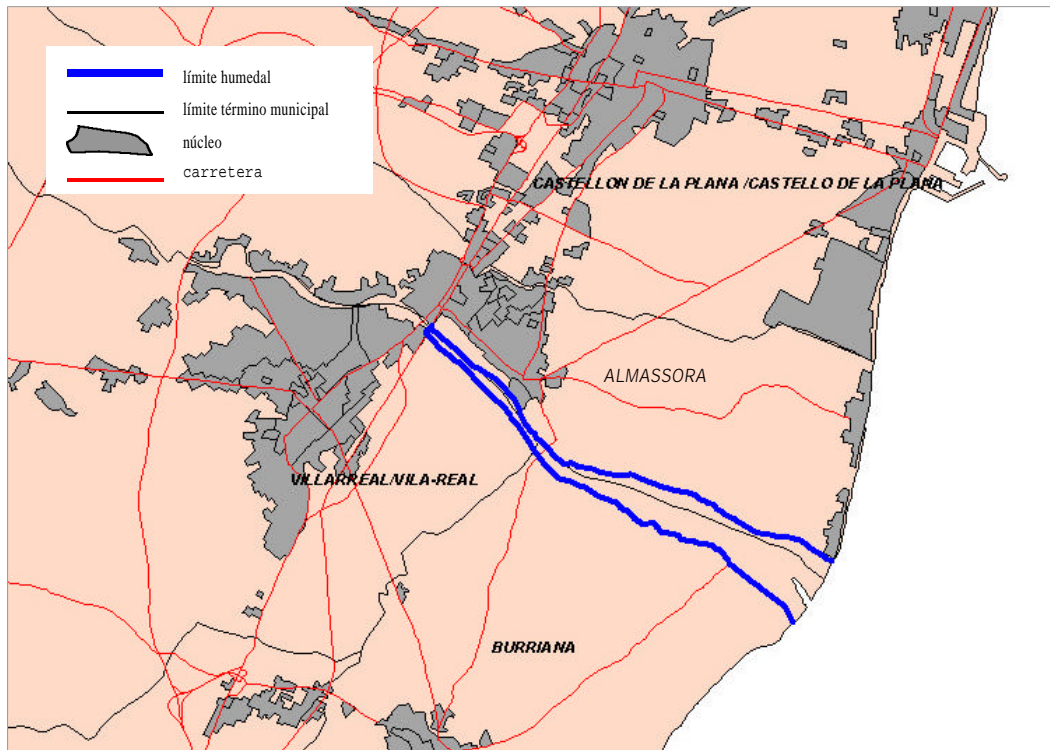 límite humedal
límite término municipal
núcleo
carretera
CASTELLON DE LA PLANA /CASTELLO DE LA PLANA
ALMASSORA
VILLARREAL/VILA-REAL
BURRIANA